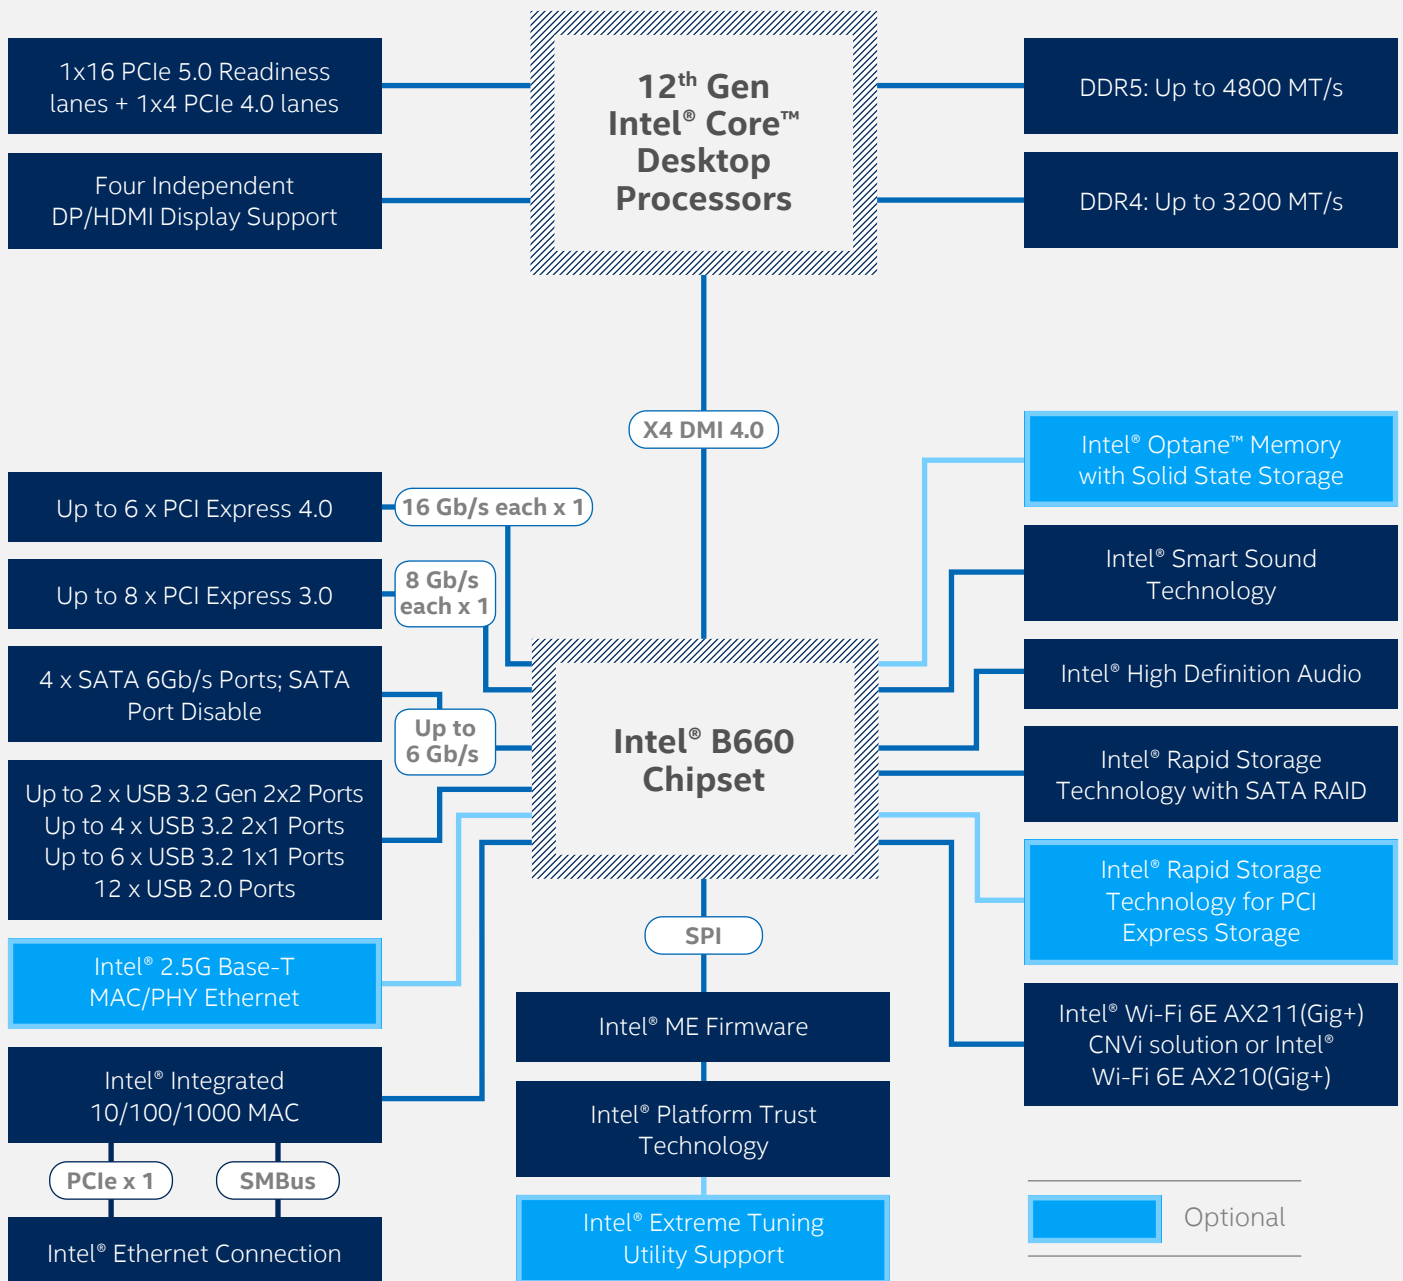 12th Gen
Intel® Core™
Desktop
Processors
1x16 PCIe 5.0 Readiness
lanes + 1x4 PCIe 4.0 lanes
Four Independent
DP/HDMI Display Support
DDR5: Up to 4800 MT/s
DDR4: Up to 3200 MT/s
X4 DMI 4.0
Up to 6 x PCI Express 4.0
16 Gb/s each x 1
Up to 8 x PCI Express 3.0
8 Gb/s
each x 1
4 x SATA 6Gb/s Ports; SATA
Port Disable
Up to
6 Gb/s
Up to 2 x USB 3.2 Gen 2x2 Ports
Up to 4 x USB 3.2 2x1 Ports
Up to 6 x USB 3.2 1x1 Ports
12 x USB 2.0 Ports
Intel® 2.5G Base-T
MAC/PHY Ethernet
Intel® Integrated
10/100/1000 MAC
PCIe x 1
SMBus
Intel® Ethernet Connection
Intel® B660
Chipset
SPI
Intel® ME Firmware
Intel® Platform Trust
Technology
Intel® Extreme Tuning
Utility Support
Intel® Optane™ Memory
with Solid State Storage
Intel® Smart Sound
Technology
Intel® High Definition Audio
Intel® Rapid Storage
Technology with SATA RAID
Intel® Rapid Storage
Technology for PCI
Express Storage
Intel® Wi-Fi 6E AX211(Gig+)
CNVi solution or Intel®
Wi-Fi 6E AX210(Gig+)
Optional